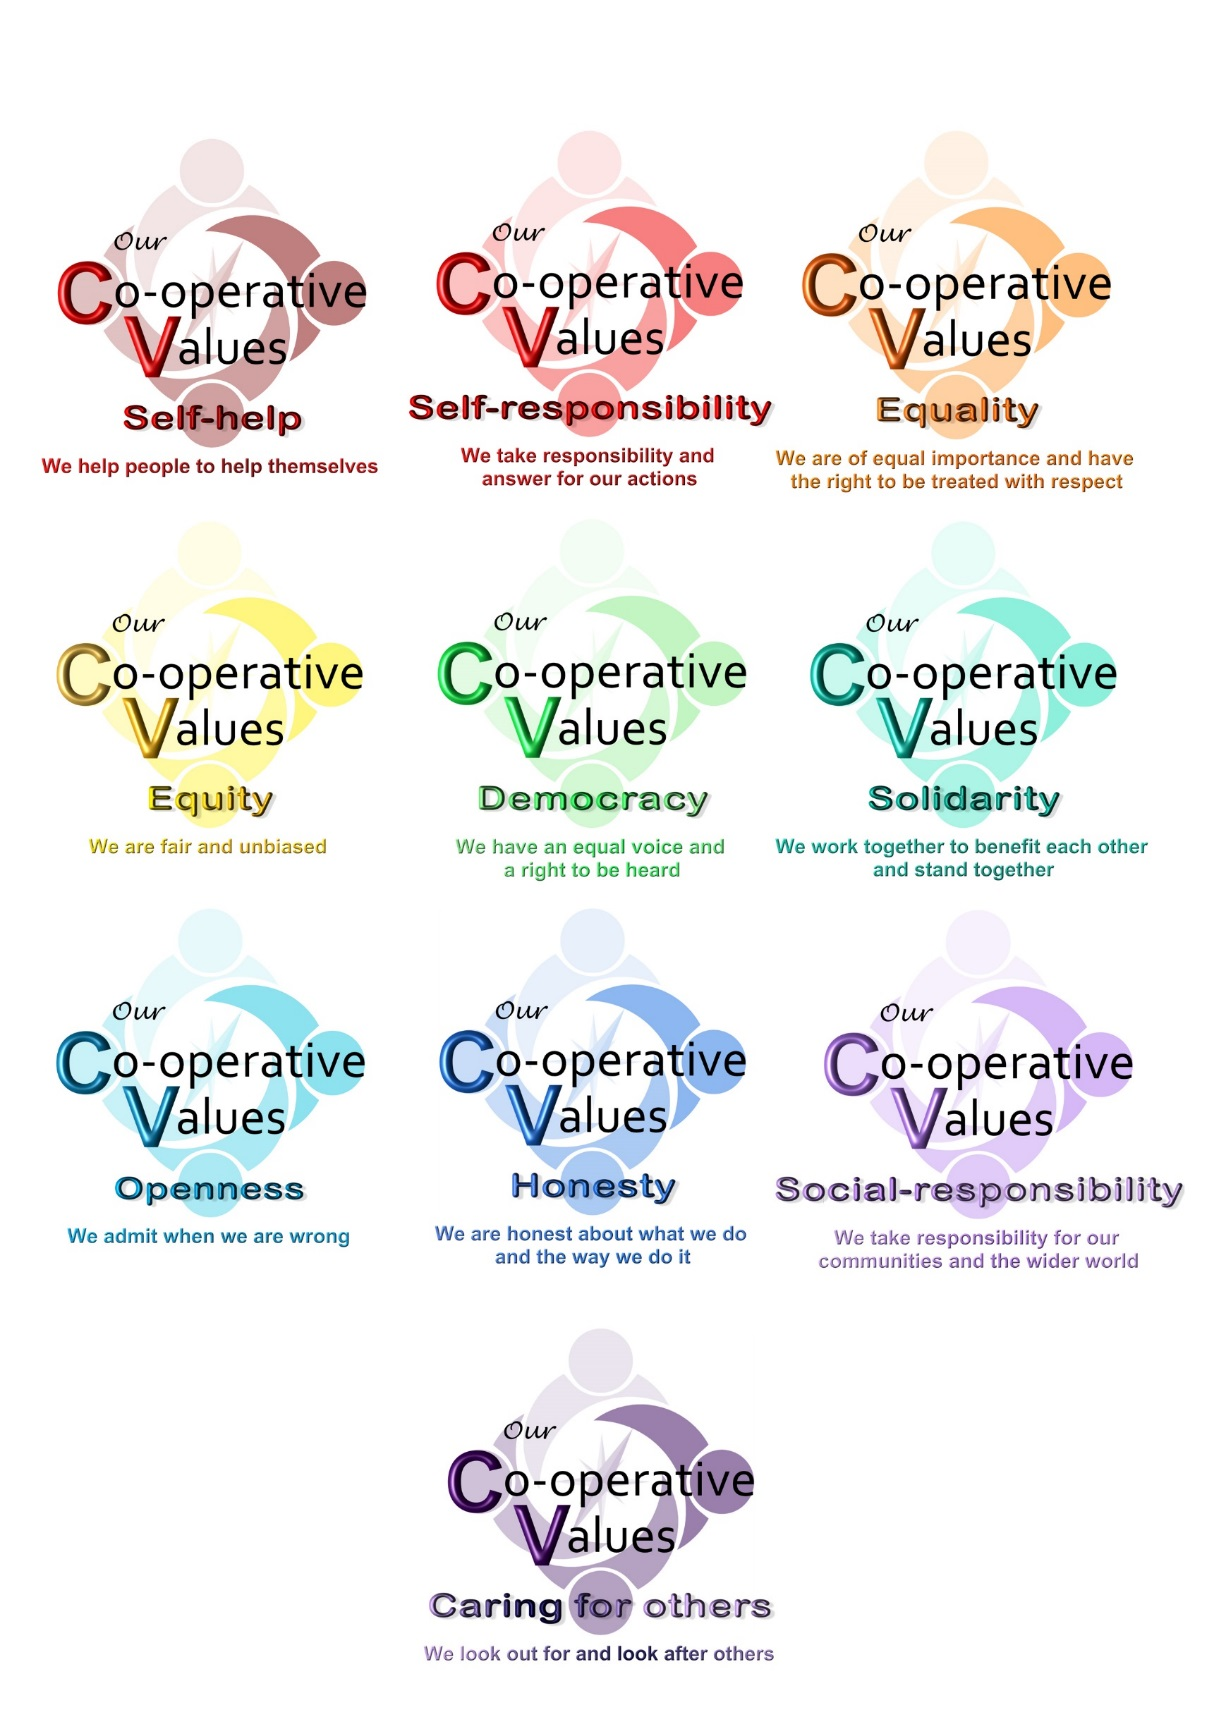 Our
Co-operative
Values
Self-help
We help people to help themselves
Our
Co-operative
Values
Self-responsibility
We take responsibility and
answer for our actions
Our
Co-operative
Values
Equality
We are of equal importance and have
the right to be treated with respect
Our
Co-operative
Values
Equity
We are fair and unbiased
Our
Co-operative
Values
Democracy
We have an equal voice and
a right to be heard
Our
Co-operative
Values
Solidarity
We work together to benefit each other
and stand together
Our
Co-operative
Values
Openness
We admit when we are wrong
Our
Co-operative
Values
Honesty
We are honest about what we do
and the way we do it
Our
Co-operative
Values
Social-responsibility
We take responsibility for our
communities and the wider world
Our
Co-operative
Values
Caring for others
We look out for and look after others